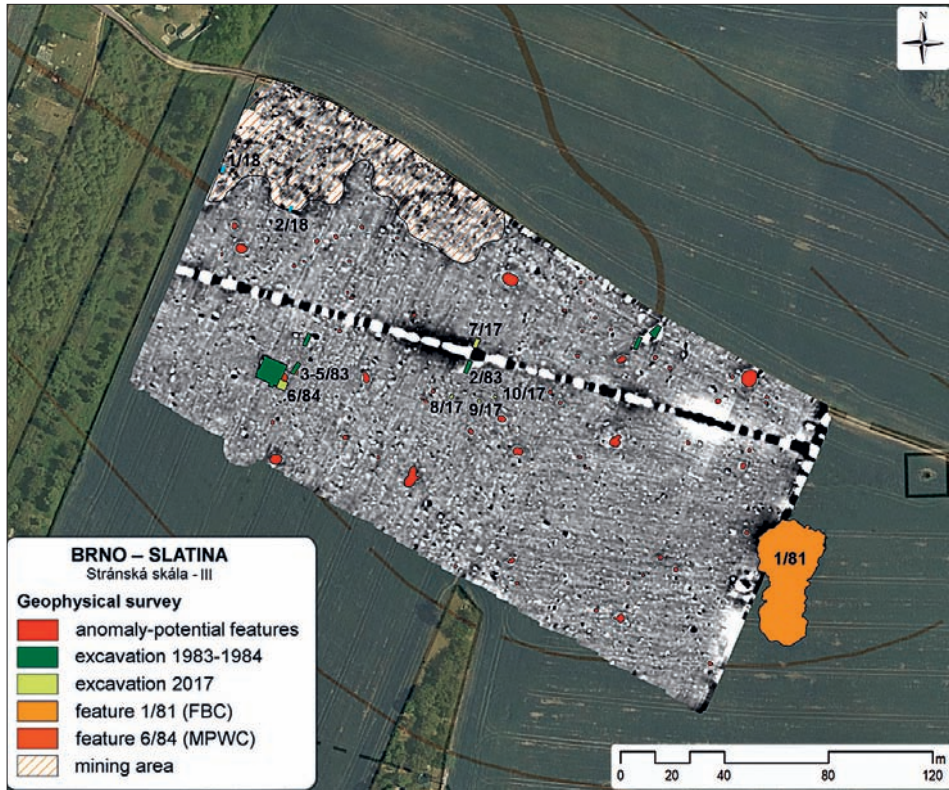 N
1/18
2/18
7/17
2/83
3-5/83
6/84
8/17
9/17
10/17
1/81
BRNO – SLATINA
Stránská skála - III
Geophysical survey
anomaly-potential features
excavation 1983-1984
excavation 2017
feature 1/81 (FBC)
feature 6/84 (MPWC)
mining area
m
0 20 40 80 120